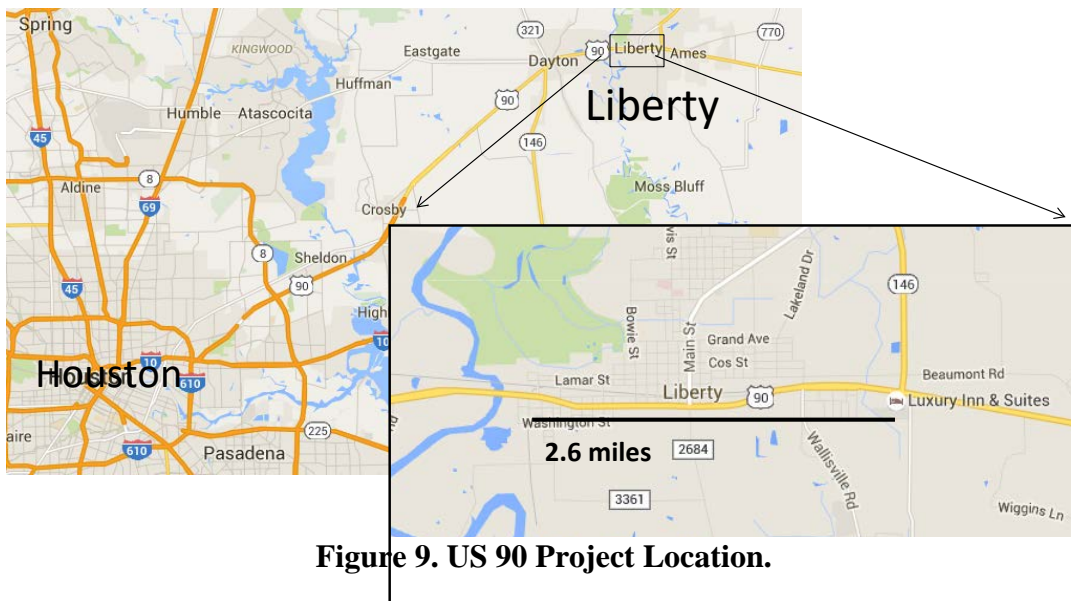 Spring
45
KINGWOOD
Eastgate
321
Dayton
90
Liberty
Ames
770
Huffman
Liberty
Humble
Atascocita
90
146
45
Aldine
8
69
Moss Bluff
Crosby
8
Sheldon
90
45
High
10
Houston
10
610
610
225
aire
610
Pasadena
Bowie St
Main St
Lakeland Dr
146
Grand Ave
Cos St
Lamar St
Beaumont Rd
Liberty
90
Luxury Inn & Suites
Washington St
2.6 miles
2684
Wallisville Rd
3361
Wiggins Ln
Figure 9. US 90 Project Location.